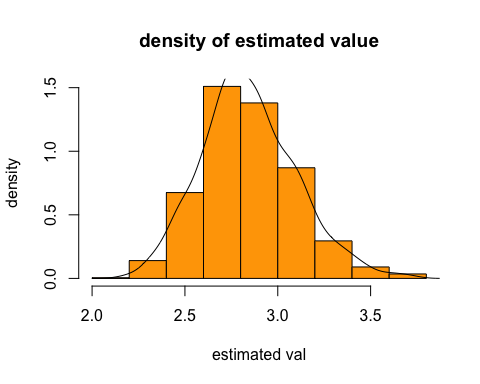 density of estimated value
density
0.0 0.5 1.0 1.5
2.0 2.5 3.0 3.5
estimated val